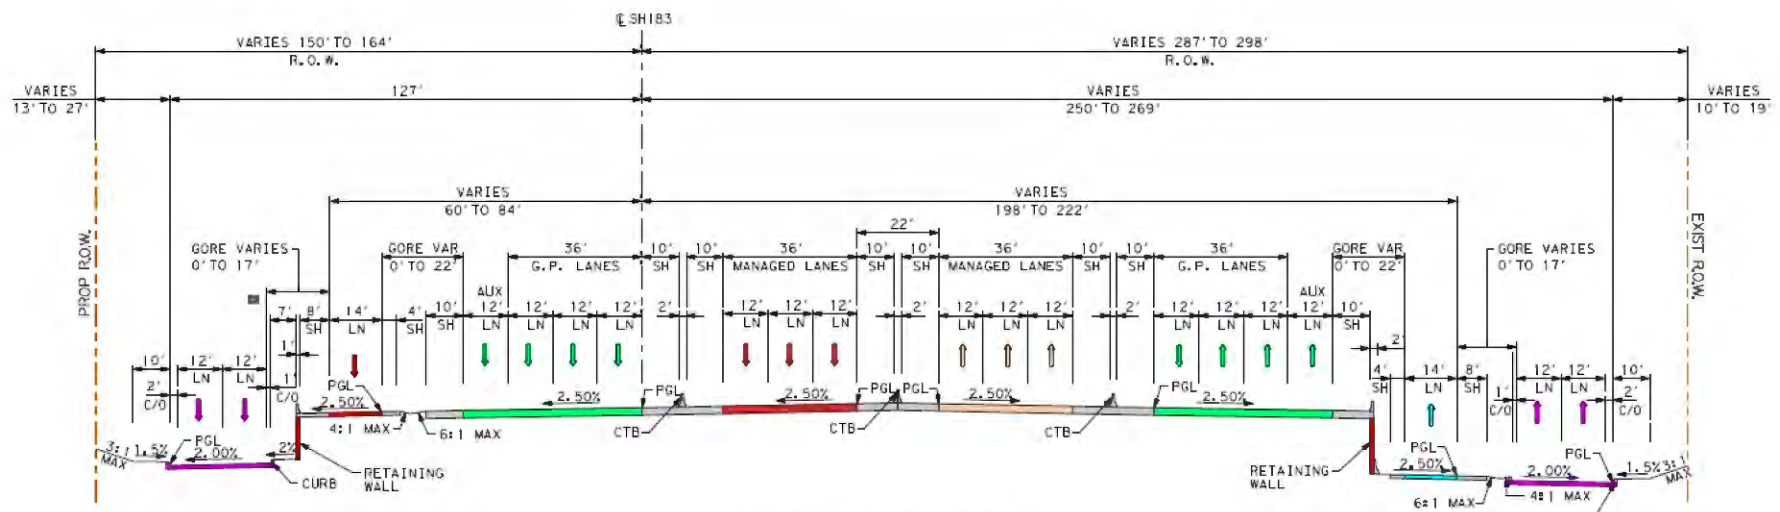 ℄ SH183
VARIES 150' TO 164'
R.O.W.
VARIES 287' TO 298'
R.O.W.
VARIES
13' TO 27'
127'
VARIES
250' TO 269'
VARIES
10' TO 19'
VARIES
60' TO 84'
VARIES
198' TO 222'
22'
PROP R.O.W.
EXIST R.O.W.
GORE VARIES
0' TO 17'
GORE VAR
0' TO 22'
36'
G.P. LANES
10'
SH
10'
SH
36'
MANAGED LANES
10'
SH
10'
SH
36'
MANAGED LANES
10'
SH
10'
SH
36'
G.P. LANES
GORE VAR
0' TO 22'
GORE VARIES
0' TO 17'
7'
8'
SH
14'
LN
4'
SH
10'
SH
AUX
12'
LN
12'
LN
12'
LN
12'
LN
2'
12'
LN
12'
LN
12'
LN
2'
12'
LN
12'
LN
12'
LN
2'
12'
LN
12'
LN
12'
LN
AUX
12'
LN
10'
SH
2'
1'
10'
2'
C/O
12'
LN
12'
LN
1'
C/O
4'
SH
14'
LN
8'
SH
1'
C/O
12'
LN
12'
LN
10'
2'
C/O
PGL
2.50%
4:1 MAX
6:1 MAX
2.50%
PGL
CTB
2.50%
PGL
PGL
CTB
2.50%
CTB
PGL
2.50%
3:1
MAX
1.5%
PGL
2.00%
2%
CURB
RETAINING
WALL
RETAINING
WALL
2.50%
PGL
6:1 MAX
2.00%
4:1 MAX
PGL
1.5%
3:1
MAX